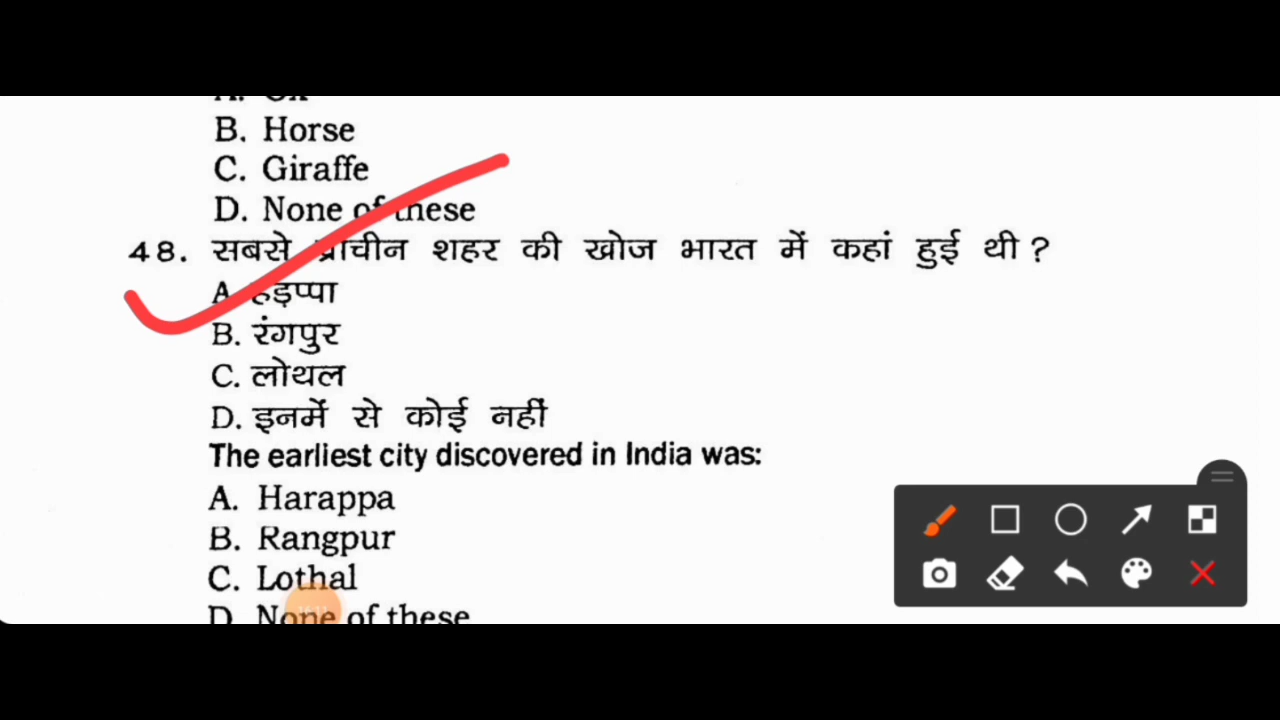 B. Horse
C. Giraffe
D. None of these
48. सबसे प्राचीन शहर की खोज भारत में कहां हुई थी ?
A. हड़प्पा
B. रंगपुर
C. लोथल
D. इनमें से कोई नहीं
The earliest city discovered in India was:
A. Harappa
B. Rangpur
C. Lothal
D. None of these